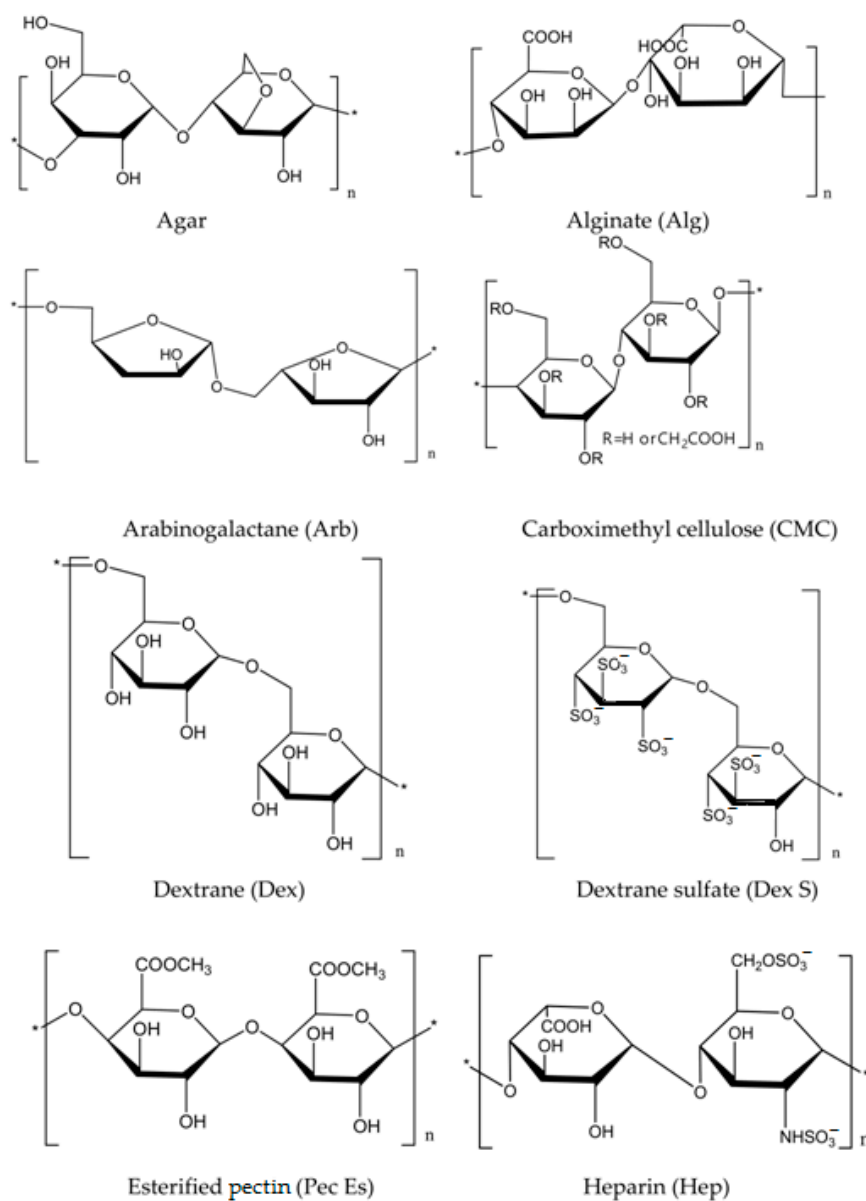 HO
OH
O
O
O
*
*
O
O
OH
OH
n
Agar
COOH
HOOC
O
O
OH
OH
O
OH
OH
OH
*
O
n
Alginate (Alg)
*
O
O
HO
O
O
OH
OH
*
n
Arabinogalactane (Arb)
RO
RO
O
O
*
OR
O
O
OR
OR
*
OR
R=H orCH₂COOH
n
Carboximethyl cellulose (CMC)
*
O
O
OH
OH
OH
O
O
OH
OH
OH
*
n
Dextrane (Dex)
*
O
O
SO₃⁻
SO₃⁻
SO₃⁻
O
O
SO₃⁻
SO₃⁻
OH
*
n
Dextrane sulfate (Dex S)
COOCH₃
COOCH₃
*
O
O
O
O
*
OH
OH
OH
OH
n
Esterified pectin (Pec Es)
CH₂OSO₃⁻
O
O
COOH
OH
OH
*
*
O
O
OH
NHSO₃⁻
n
Heparin (Hep)